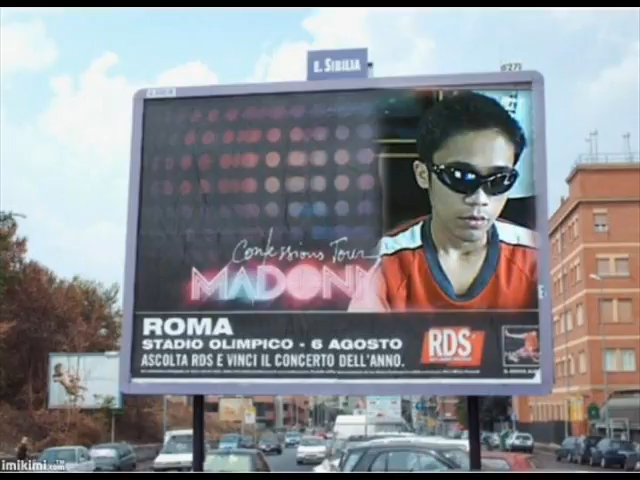 E. SIBILIA
Confessions Tour
MADONN
ROMA
STADIO OLIMPICO - 6 AGOSTO
ASCOLTA RDS E VINCI IL CONCERTO DELL'ANNO.
RDS
imikimi.com